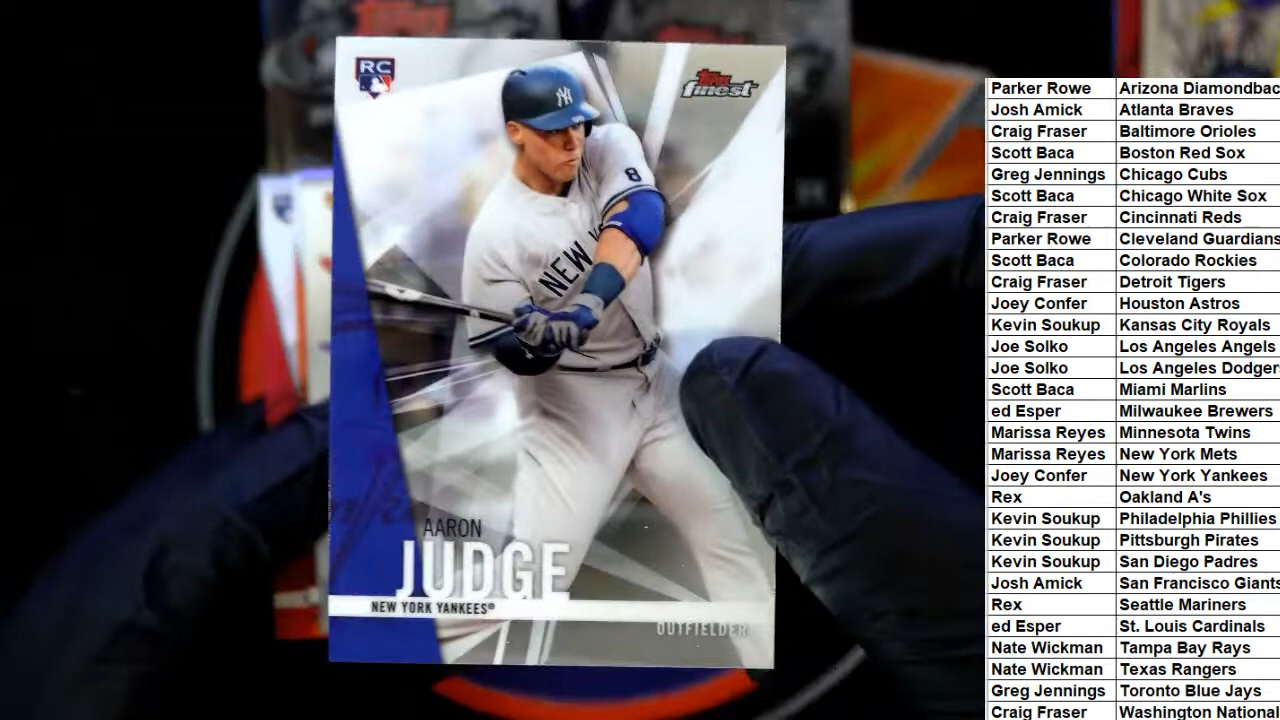 RC
Topps
finest
NY
8
NEW Y
AARON
JUDGE
NEW YORK YANKEES®
OUTFIELDER
Parker Rowe Arizona Diamondbac
Josh Amick Atlanta Braves
Craig Fraser Baltimore Orioles
Scott Baca Boston Red Sox
Greg Jennings Chicago Cubs
Scott Baca Chicago White Sox
Craig Fraser Cincinnati Reds
Parker Rowe Cleveland Guardians
Scott Baca Colorado Rockies
Craig Fraser Detroit Tigers
Joey Confer Houston Astros
Kevin Soukup Kansas City Royals
Joe Solko Los Angeles Angels
Joe Solko Los Angeles Dodger
Scott Baca Miami Marlins
ed Esper Milwaukee Brewers
Marissa Reyes Minnesota Twins
Marissa Reyes New York Mets
Joey Confer New York Yankees
Rex Oakland A's
Kevin Soukup Philadelphia Phillies
Kevin Soukup Pittsburgh Pirates
Kevin Soukup San Diego Padres
Josh Amick San Francisco Giants
Rex Seattle Mariners
ed Esper St. Louis Cardinals
Nate Wickman Tampa Bay Rays
Nate Wickman Texas Rangers
Greg Jennings Toronto Blue Jays
Craig Fraser Washington National